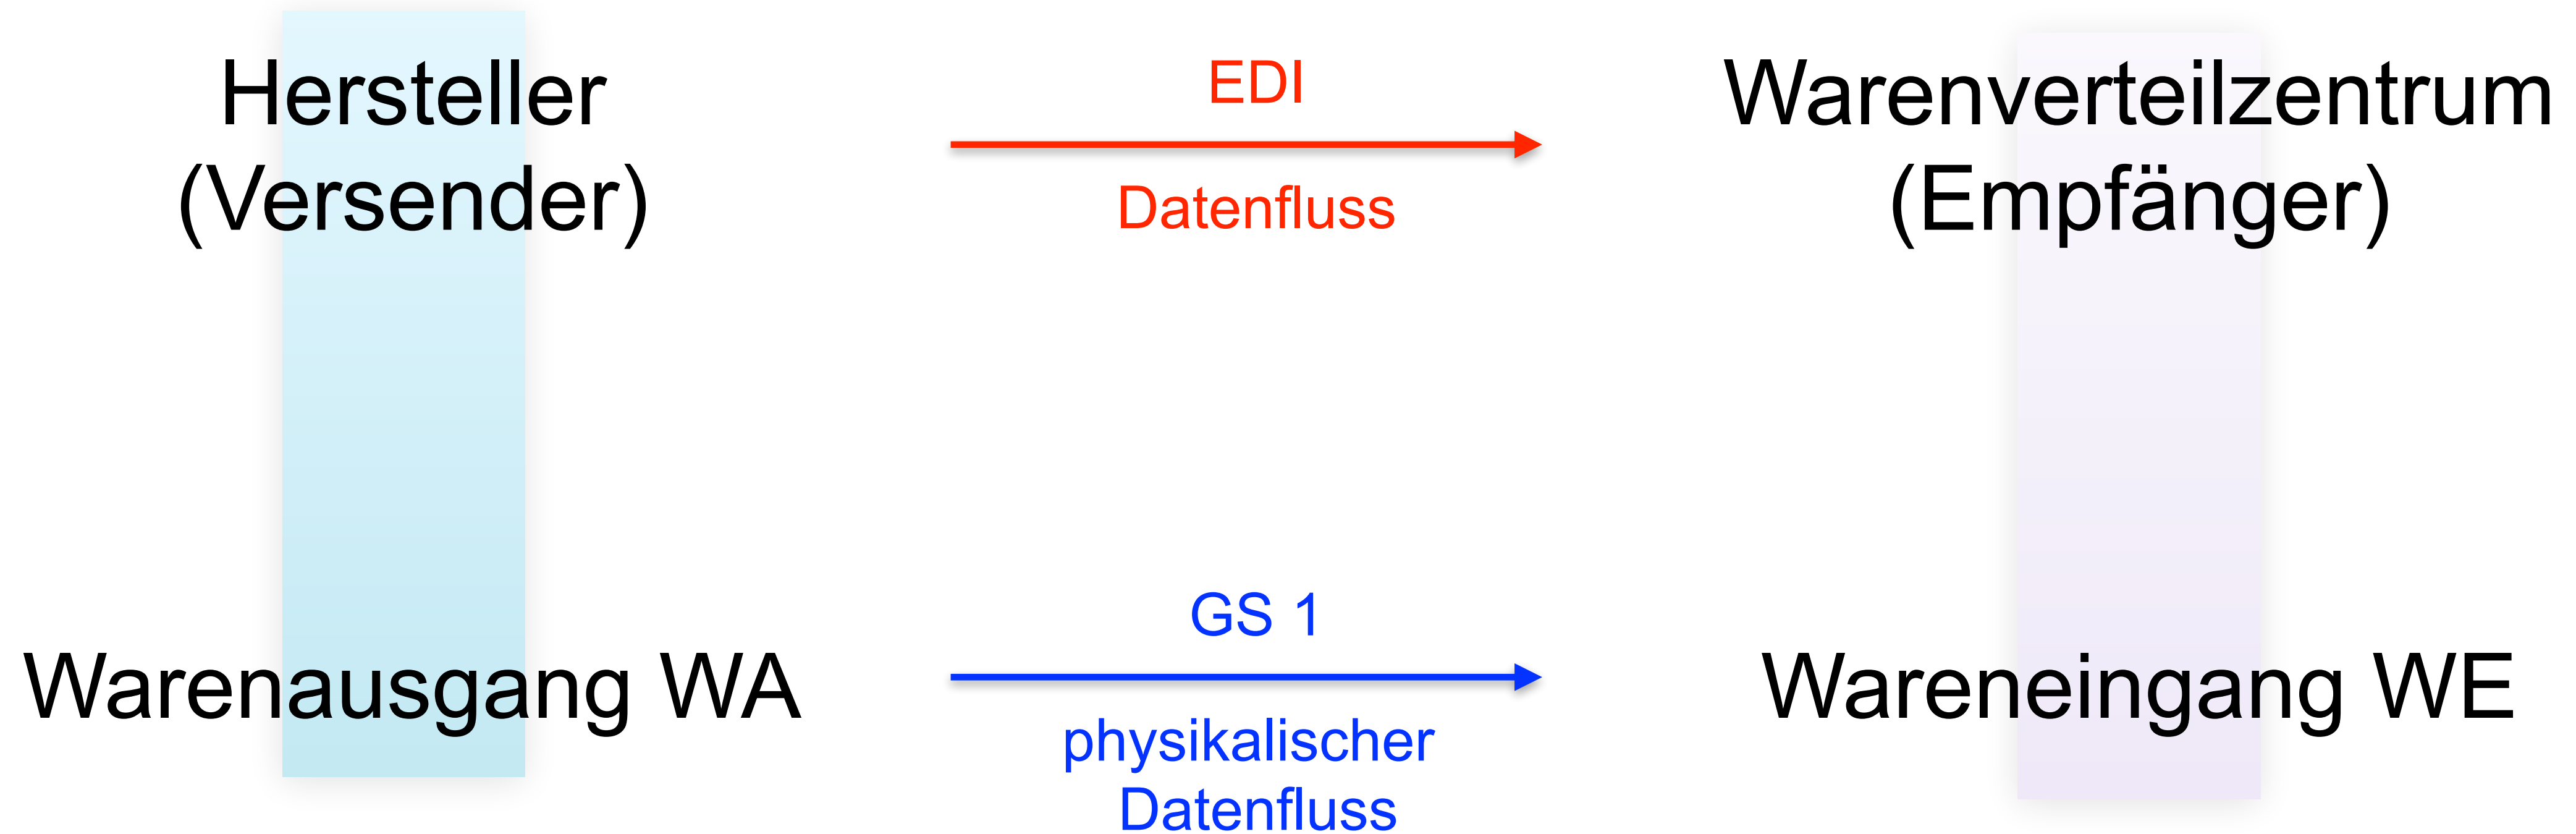 Hersteller
(Versender)
EDI
Datenfluss
Warenverteilzentrum
(Empfänger)
Warenausgang WA
GS 1
physikalischer
Datenfluss
Wareneingang WE